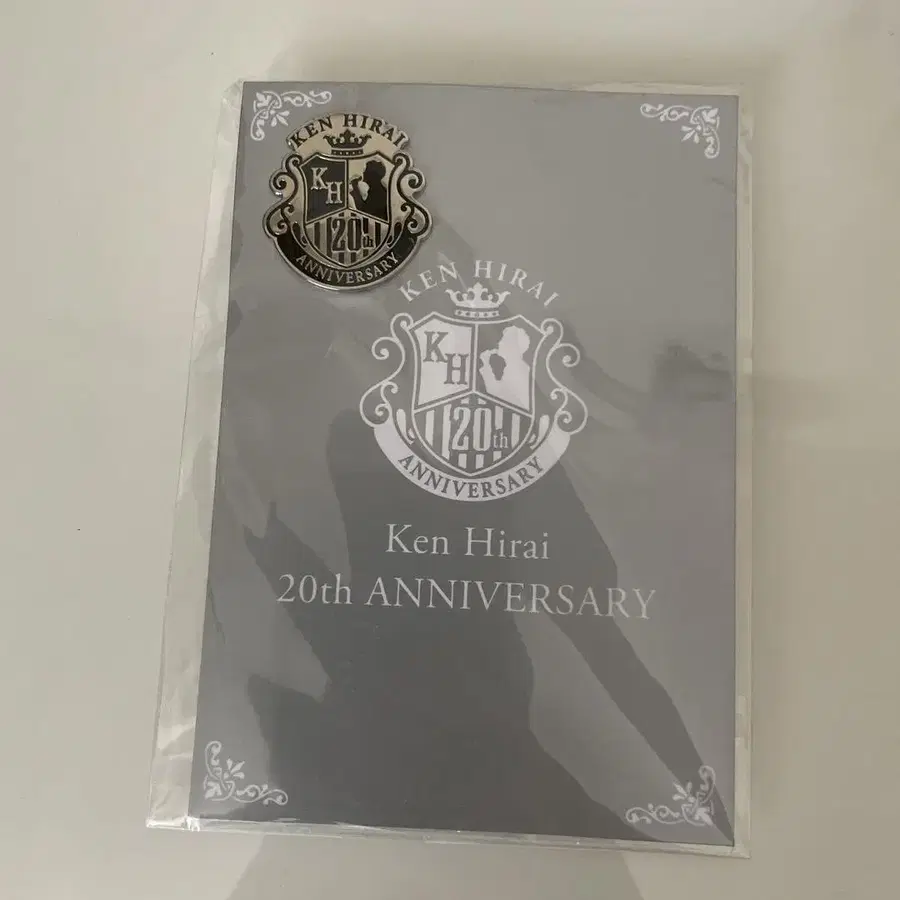 KEN HIRAI
KH
20th
ANNIVERSARY
KEN HIRAI
KH
20th
ANNIVERSARY
Ken Hirai
20th ANNIVERSARY